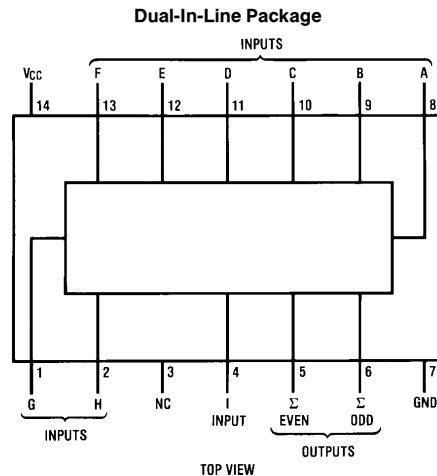 Dual-In-Line Package
INPUTS
VCC F E D C B A
14 13 12 11 10 9 8
1 2 3 4 5 6 7
G H NC I Σ Σ GND
INPUT EVEN ODD
INPUTS OUTPUTS
TOP VIEW